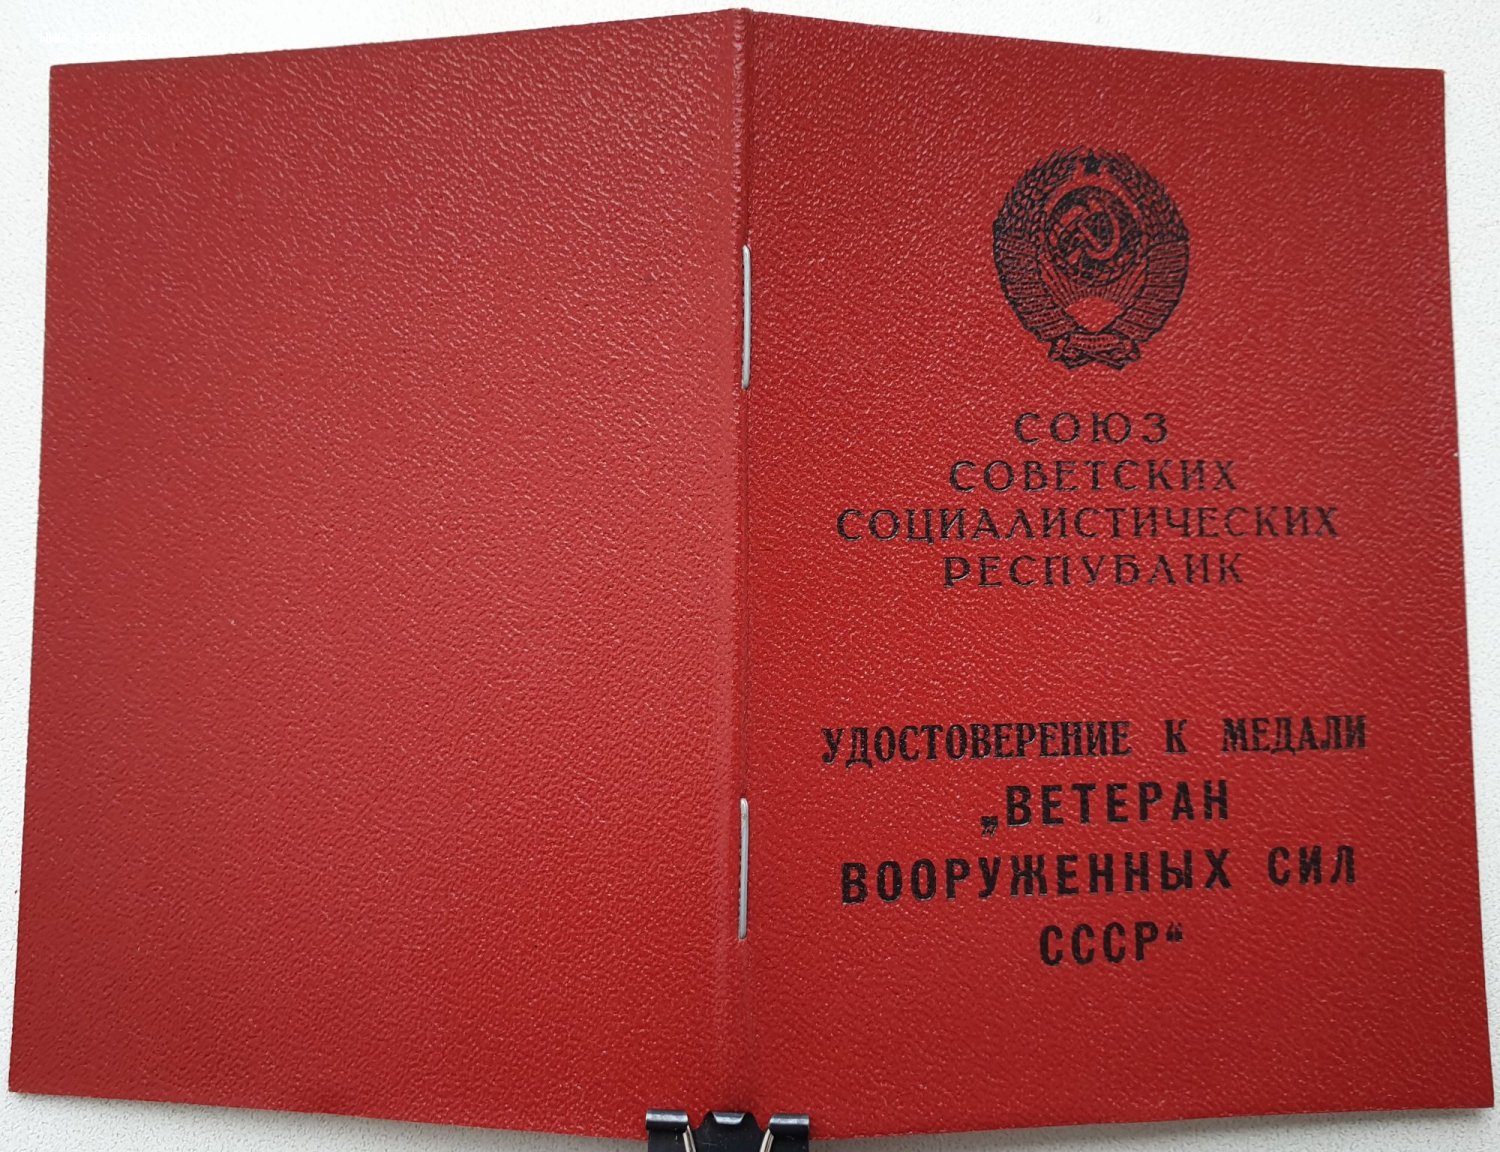 СОЮЗ
СОВЕТСКИХ
СОЦИАЛИСТИЧЕСКИХ
РЕСПУБЛИК
УДОСТОВЕРЕНИЕ К МЕДАЛИ
„ВЕТЕРАН
ВООРУЖЕННЫХ СИЛ
СССР“